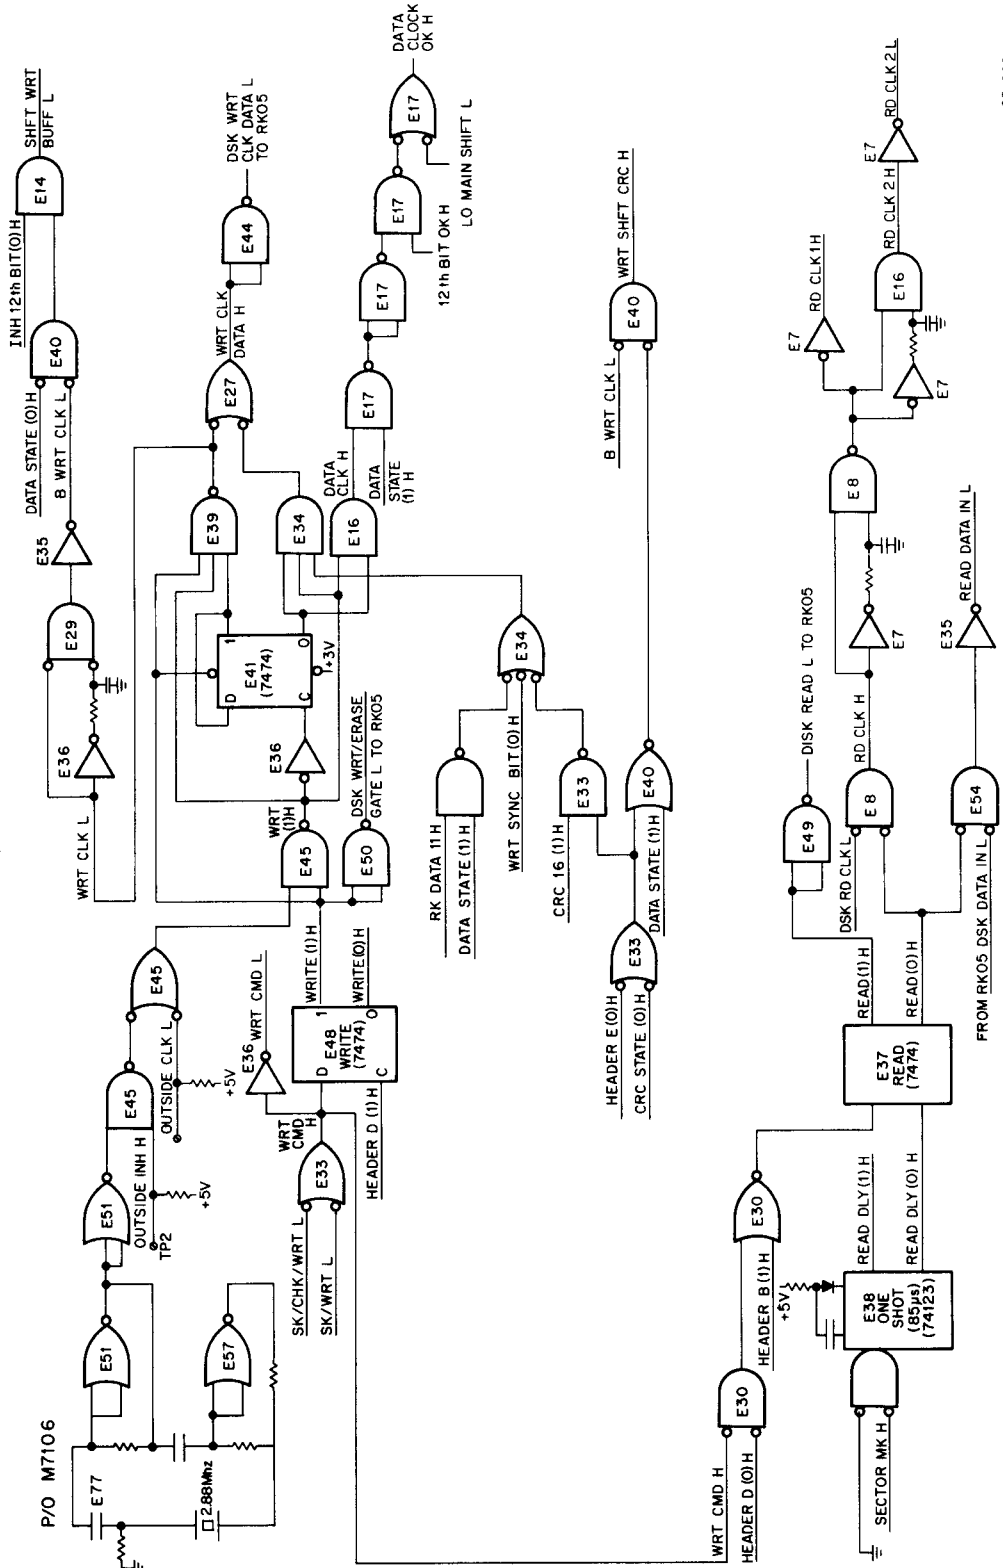 P/O M7106
E77
2.88Mhz
E51
E57
E51
OUTSIDE INH H
TP2
+5V
E45
OUTSIDE CLK L
+5V
E45
SK/CHK/WRT L
SK/WRT L
E33
WRT
CMD
H
E36
WRT CMD L
HEADER D (1) H
D
C
E48
WRITE
(7474)
1
0
WRITE (1) H
WRITE (0) H
E45
WRT
(1)H
E50
DSK WRT/ERASE
GATE L TO RK05
E36
D
C
E41
(7474)
1
0
+3V
WRT CLK L
E36
E29
E35
B WRT CLK L
DATA STATE (0) H
E40
INH 12th BIT (0) H
E14
SHFT WRT
BUFF L
E39
E34
E27
WRT CLK
DATA H
E44
DSK WRT
CLK DATA L
TO RK05
E16
DATA
CLK H
DATA
STATE
(1) H
E17
E17
12th BIT OK H
E17
LO MAIN SHIFT L
E17
DATA
CLOCK
OK H
RK DATA 11 H
DATA STATE (1) H
WRT SYNC BIT (0) H
CRC 16 (1) H
E33
E34
HEADER E (0) H
CRC STATE (0) H
E33
DATA STATE (1) H
E40
B WRT CLK L
E40
WRT SHFT CRC H
WRT CMD H
HEADER D (0) H
E30
HEADER B (1) H
E30
SECTOR MK H
+5V
E38
ONE
SHOT
(85µs)
(74123)
READ DLY (1) H
READ DLY (0) H
E37
READ
(7474)
READ (1) H
READ (0) H
E49
DISK READ L TO RK05
DSK RD CLK L
E8
RD CLK H
FROM RK05 DSK DATA IN L
E54
E35
READ DATA IN L
E7
E8
E7
E7
RD CLK 1 H
E16
RD CLK 2 H
E7
RD CLK 2 L